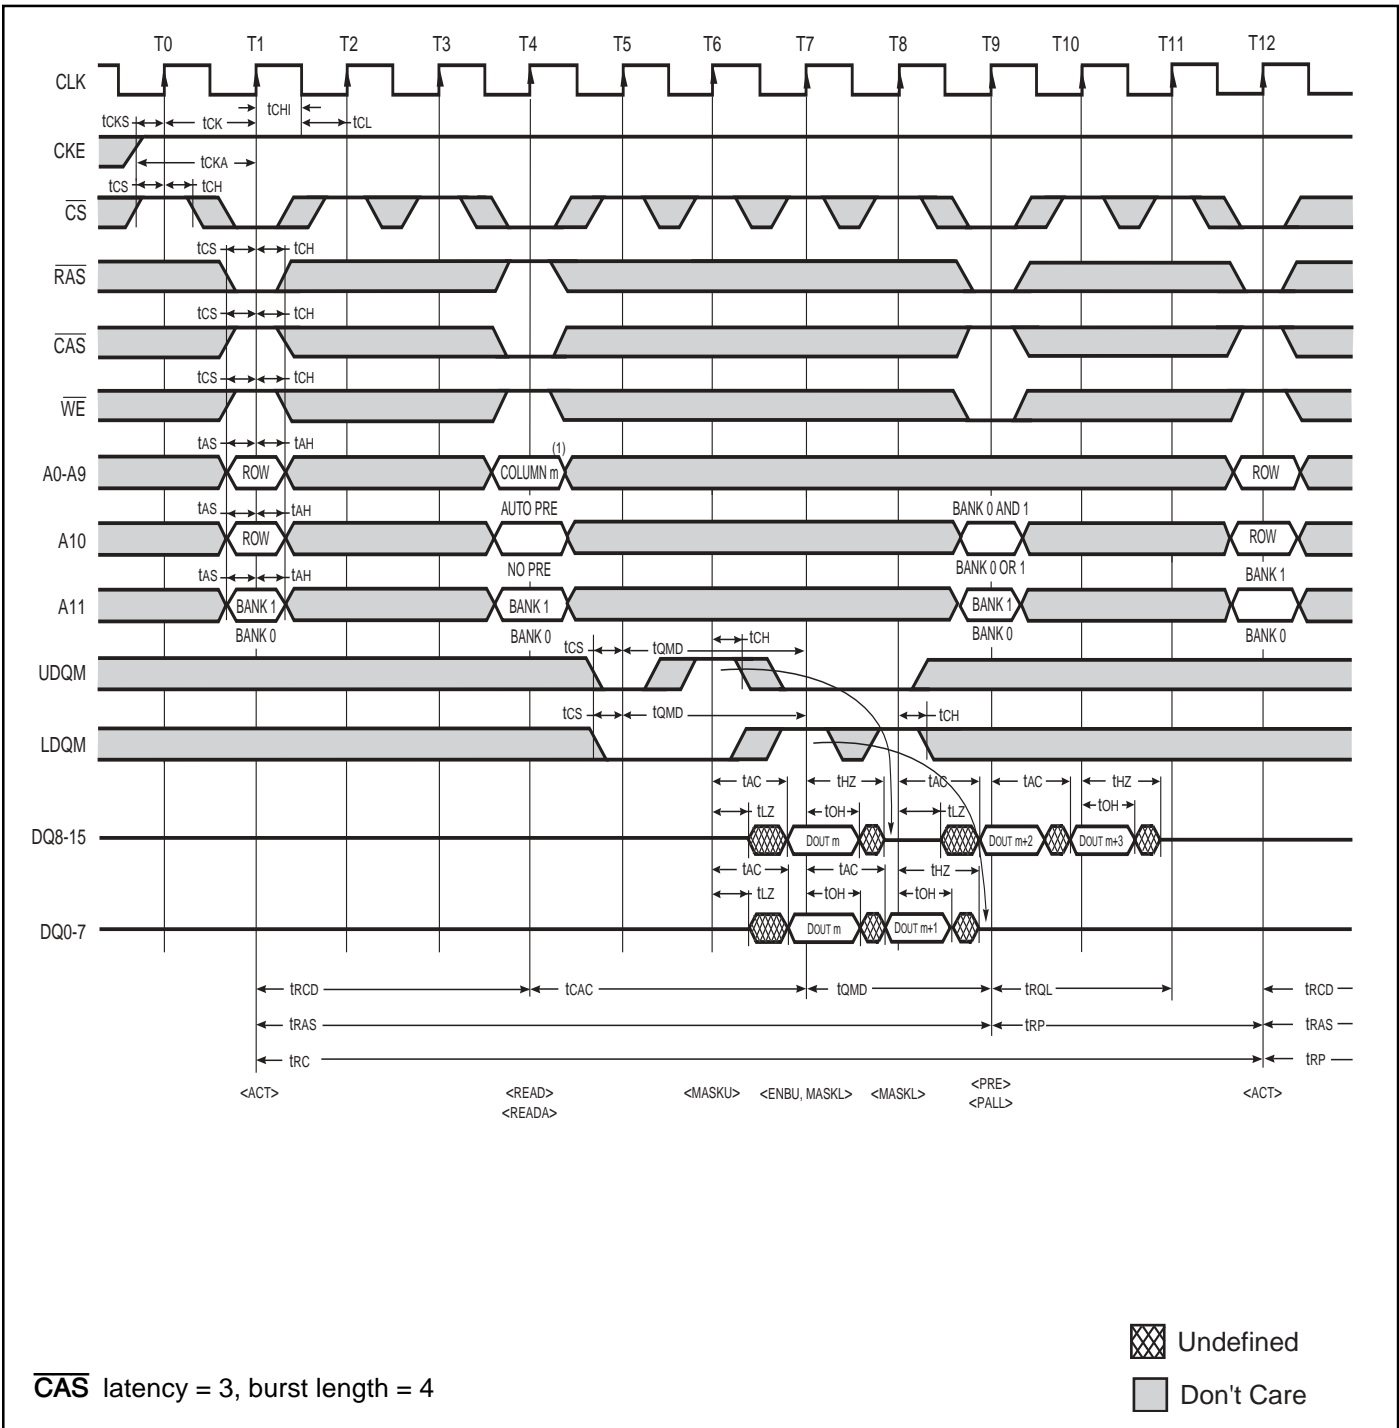 T0 T1 T2 T3 T4 T5 T6 T7 T8 T9 T10 T11 T12
CLK
tCHI
tCKS tCK tCL
CKE
tCKA
tCS tCH
CS
tCS tCH
RAS
tCS tCH
CAS
tCS tCH
WE
tAS tAH (1)
A0-A9 ROW COLUMN m ROW
tAS tAH AUTO PRE BANK 0 AND 1
A10 ROW ROW
NO PRE BANK 0 OR 1
tAS tAH BANK 1
A11 BANK 1 BANK 1 BANK 1
BANK 0 BANK 0 BANK 0 BANK 0
tCS tQMD tCH
UDQM
tCS tQMD tCH
LDQM
tAC tHZ tAC tAC tHZ
tLZ tOH tLZ tOH
DQ8-15 DOUT m DOUT m+2 DOUT m+3
tAC tAC tHZ
tLZ tOH tOH
DQ0-7 DOUT m DOUT m+1
tRCD tCAC tQMD tRQL tRCD
tRAS tRP tRAS
tRC tRP
<ACT> <READ> <MASKU> <ENBU, MASKL> <MASKL> <PRE> <ACT>
<READA> <PALL>
Undefined
CAS latency = 3, burst length = 4
Don't Care